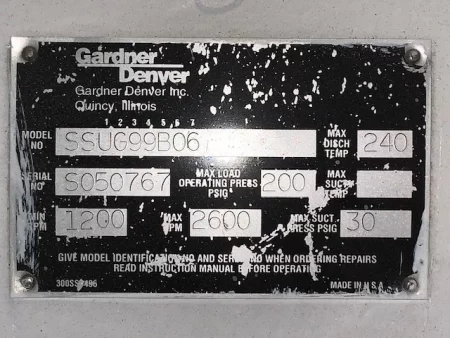 Gardner
Denver
Gardner Denver Inc.
Quincy, Illinois
1 2 3 4 5 6 7
MODEL NO SSUG99B06 MAX DISCH TEMP 240
SERIAL NO S050767 MAX LOAD OPERATING PRESS PSIG 200 MAX SUCT TEMP
MIN RPM 1200 MAX RPM 2600 MAX SUCT. PRESS PSIG 30
GIVE MODEL IDENTIFICATION NO AND SERIAL NO WHEN ORDERING REPAIRS
READ INSTRUCTION MANUAL BEFORE OPERATING
MADE IN U.S.A